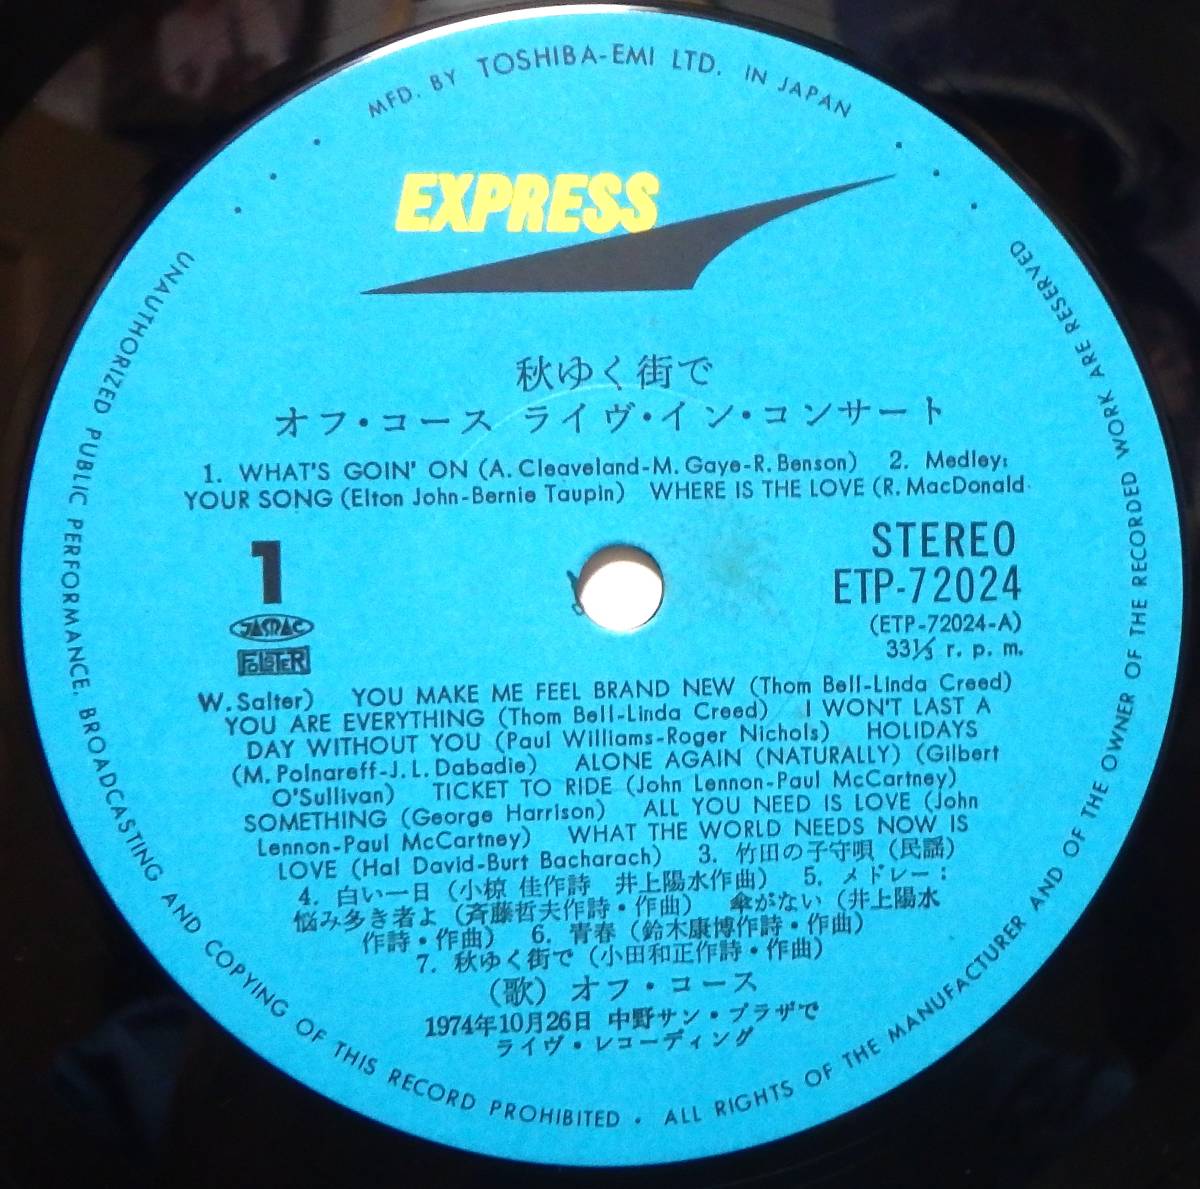 MFD. BY TOSHIBA-EMI LTD. IN JAPAN
EXPRESS
秋ゆく街で
オフ・コース ライヴ・イン・コンサート
1. WHAT'S GOIN' ON (A. Cleaveland-M. Gaye-R. Benson) 2. Medley:
YOUR SONG (Elton John-Bernie Taupin) WHERE IS THE LOVE (R. MacDonald
1
JASRAC
FOLSTER
STEREO
ETP-72024
(ETP-72024-A)
33⅓ r. p. m.
W. Salter) YOU MAKE ME FEEL BRAND NEW (Thom Bell-Linda Creed)
YOU ARE EVERYTHING (Thom Bell-Linda Creed) I WON'T LAST A
DAY WITHOUT YOU (Paul Williams-Roger Nichols) HOLIDAYS
(M. Polnareff-J. L. Dabadie) ALONE AGAIN (NATURALLY) (Gilbert
O'Sullivan) TICKET TO RIDE (John Lennon-Paul McCartney)
SOMETHING (George Harrison) ALL YOU NEED IS LOVE (John
Lennon-Paul McCartney) WHAT THE WORLD NEEDS NOW IS
LOVE (Hal David-Burt Bacharach) 3. 竹田の子守唄 (民謡)
4. 白い一日 (小椋 佳作詩 井上陽水作曲) 5. メドレー:
悩み多き者よ (斉藤哲夫作詩・作曲) 傘がない (井上陽水
作詩・作曲) 6. 青春 (鈴木康博作詩・作曲)
7. 秋ゆく街で (小田和正作詩・作曲)
(歌) オフ・コース
1974年10月26日 中野サン・プラザで
ライヴ・レコーディング
UNAUTHORIZED PUBLIC PERFORMANCE, BROADCASTING AND COPYING OF THIS RECORD PROHIBITED . ALL RIGHTS OF THE MANUFACTURER AND OF THE OWNER OF THE RECORDED WORK ARE RESERVED